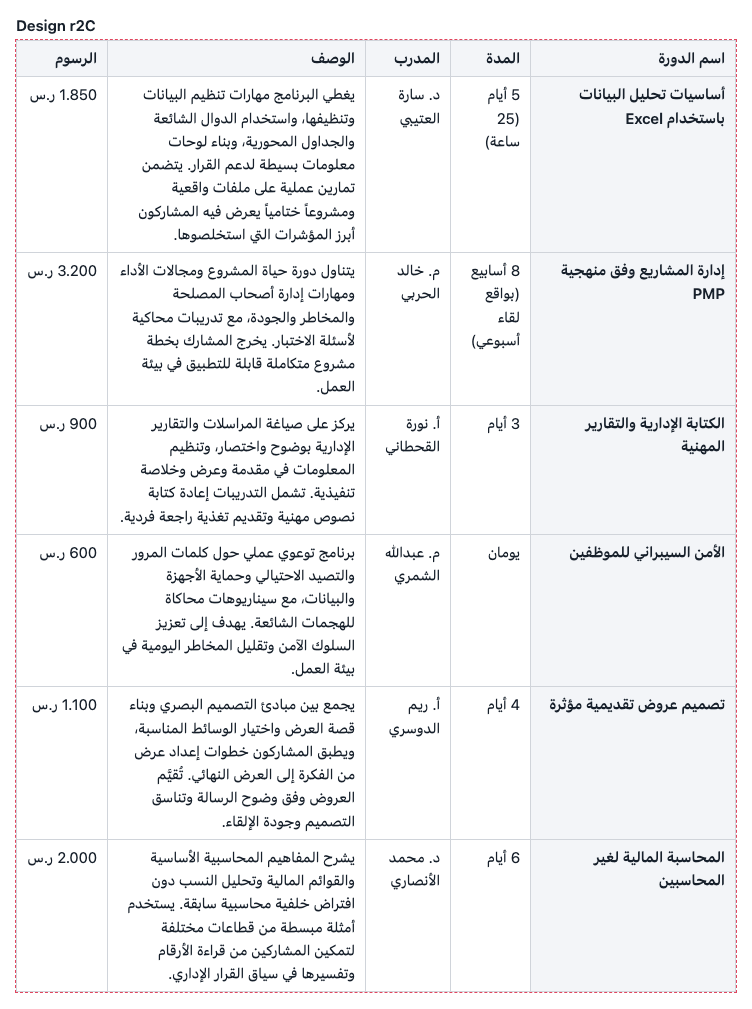 Design r2C
اسم الدورة
المدة
المدرب
الوصف
الرسوم
أساسيات تحليل البيانات
باستخدام Excel
5 أيام
(25
ساعة)
د. سارة
العتيبي
يغطي البرنامج مهارات تنظيم البيانات
وتنظيفها، واستخدام الدوال الشائعة
والجداول المحورية، وبناء لوحات
معلومات بسيطة لدعم القرار. يتضمن
تمارين عملية على ملفات واقعية
ومشروعاً ختامياً يعرض فيه المشاركون
أبرز المؤشرات التي استخلصوها.
1.850 ر.س
إدارة المشاريع وفق منهجية
PMP
8 أسابيع
(بواقع
لقاء
أسبوعي)
م. خالد
الحربي
يتناول دورة حياة المشروع ومجالات الأداء
ومهارات إدارة أصحاب المصلحة
والمخاطر والجودة، مع تدريبات محاكية
لأسئلة الاختبار. يخرج المشارك بخطة
مشروع متكاملة قابلة للتطبيق في بيئة
العمل.
3.200 ر.س
الكتابة الإدارية والتقارير
المهنية
3 أيام
أ. نورة
القحطاني
يركز على صياغة المراسلات والتقارير
الإدارية بوضوح واختصار، وتنظيم
المعلومات في مقدمة وعرض وخلاصة
تنفيذية. تشمل التدريبات إعادة كتابة
نصوص مهنية وتقديم تغذية راجعة فردية.
900 ر.س
الأمن السيبراني للموظفين
يومان
م. عبدالله
الشمري
برنامج توعوي عملي حول كلمات المرور
والتصيد الاحتيالي وحماية الأجهزة
والبيانات، مع سيناريوهات محاكاة
للهجمات الشائعة. يهدف إلى تعزيز
السلوك الآمن وتقليل المخاطر اليومية في
بيئة العمل.
600 ر.س
تصميم عروض تقديمية مؤثرة
4 أيام
أ. ريم
الدوسري
يجمع بين مبادئ التصميم البصري وبناء
قصة العرض واختيار الوسائط المناسبة،
ويطبق المشاركون خطوات إعداد عرض
من الفكرة إلى العرض النهائي. تُقيَّم
العروض وفق وضوح الرسالة وتناسق
التصميم وجودة الإلقاء.
1.100 ر.س
المحاسبة المالية لغير
المحاسبين
6 أيام
د. محمد
الأنصاري
يشرح المفاهيم المحاسبية الأساسية
والقوائم المالية وتحليل النسب دون
افتراض خلفية محاسبية سابقة. يستخدم
أمثلة مبسطة من قطاعات مختلفة
لتمكين المشاركين من قراءة الأرقام
وتفسيرها في سياق القرار الإداري.
2.000 ر.س